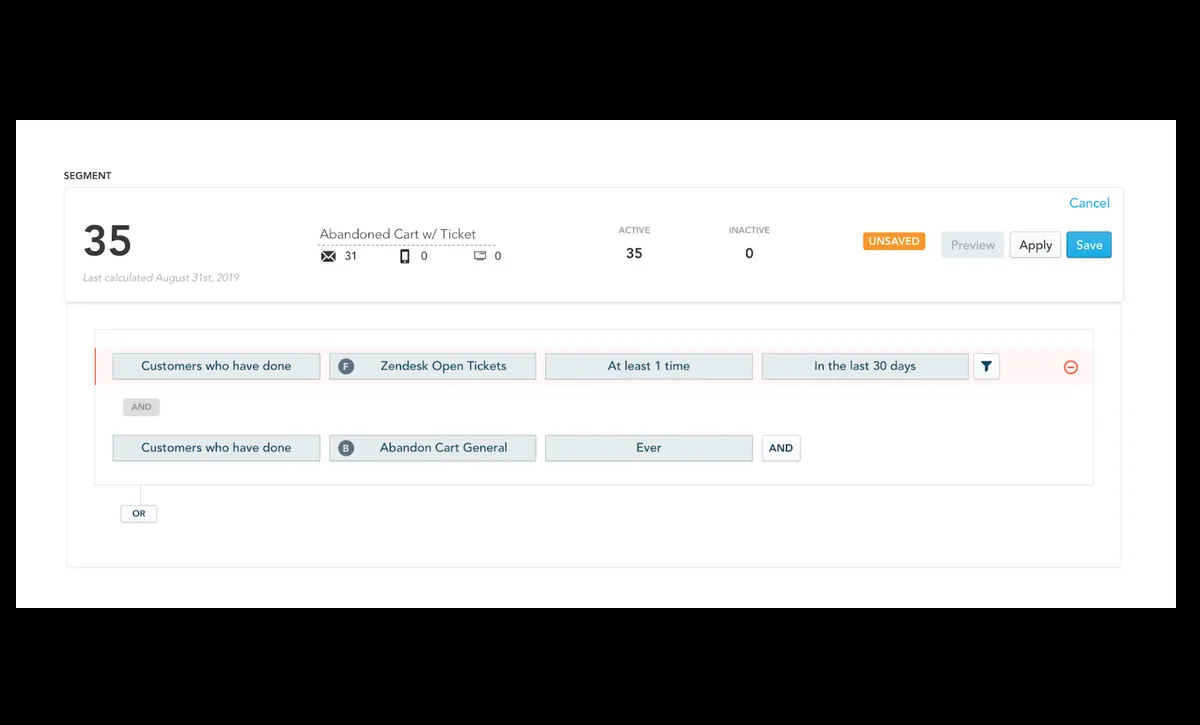 SEGMENT
Cancel
35
Last calculated August 31st, 2019
Abandoned Cart w/ Ticket
31 0 0
ACTIVE
35
INACTIVE
0
UNSAVED
Preview
Apply
Save
Customers who have done F Zendesk Open Tickets At least 1 time In the last 30 days
AND
Customers who have done B Abandon Cart General Ever AND
OR